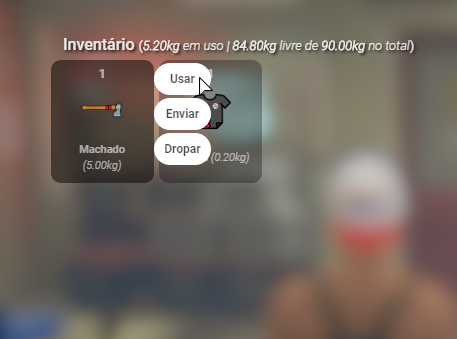 Inventário (5.20kg em uso | 84.80kg livre de 90.00kg no total)
1
Usar
Enviar
Dropar
Machado
(5.00kg)
(0.20kg)